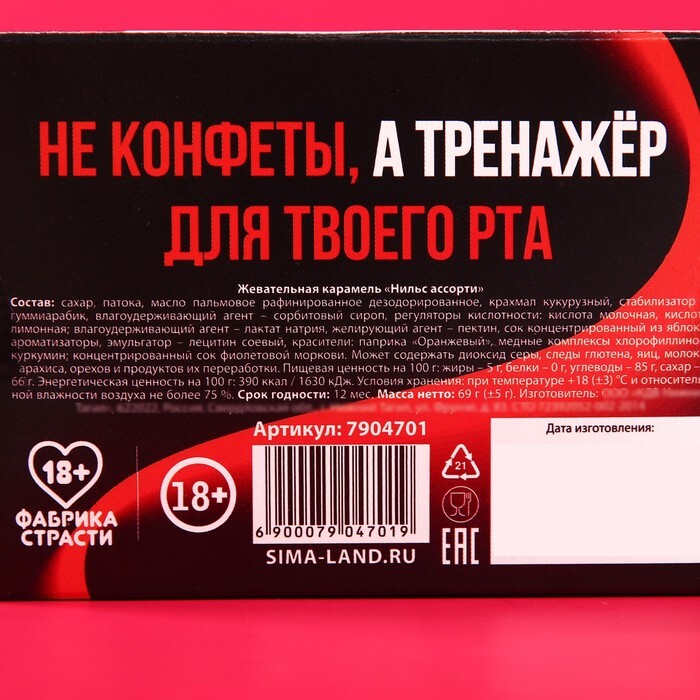 НЕ КОНФЕТЫ, А ТРЕНАЖЁР
ДЛЯ ТВОЕГО РТА
Жевательная карамель «Нильс ассорти»
Состав: сахар, патока, масло пальмовое рафинированное дезодорированное, крахмал кукурузный, стабилизатор
гуммиарабик, влагоудерживающий агент – сорбитовый сироп, регуляторы кислотности: кислота молочная, кислота
лимонная; влагоудерживающий агент – лактат натрия, желирующий агент – пектин, сок концентрированный из яблок
ароматизаторы, эмульгатор – лецитин соевый, красители: паприка «Оранжевый», медные комплексы хлорофиллино
куркумин; концентрированный сок фиолетовой моркови. Может содержать диоксид серы, следы глютена, яиц, молок
арахиса, орехов и продуктов их переработки. Пищевая ценность на 100 г: жиры – 5 г, белки – 0 г, углеводы – 85 г, сахар –
66 г. Энергетическая ценность на 100 г: 390 ккал / 1630 кДж. Условия хранения: при температуре +18 (±3) °С и относител
ной влажности воздуха не более 75 %. Срок годности: 12 мес. Масса нетто: 69 г (±5 г). Изготовитель:
Артикул: 7904701
Дата изготовления:
18+
ФАБРИКА
СТРАСТИ
18+
6 900079 047019
SIMA-LAND.RU
21
EAC